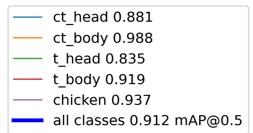 ct_head 0.881
ct_body 0.988
t_head 0.835
t_body 0.919
chicken 0.937
all classes 0.912 mAP@0.5